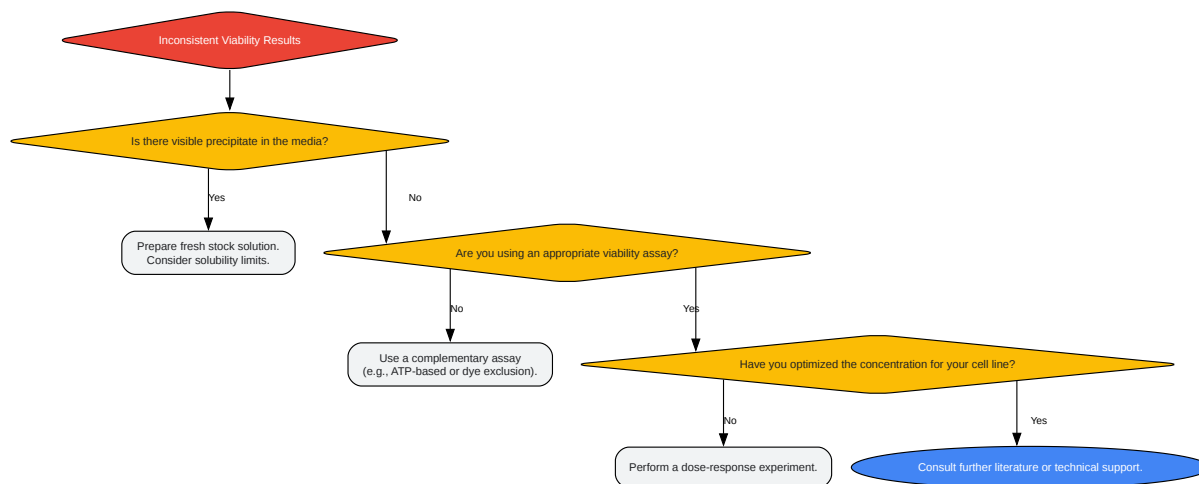 Inconsistent Viability Results
Is there visible precipitate in the media?
Yes
No
Prepare fresh stock solution.
Consider solubility limits.
Are you using an appropriate viability assay?
No
Yes
Use a complementary assay
(e.g., ATP-based or dye exclusion).
Have you optimized the concentration for your cell line?
No
Yes
Perform a dose-response experiment.
Consult further literature or technical support.